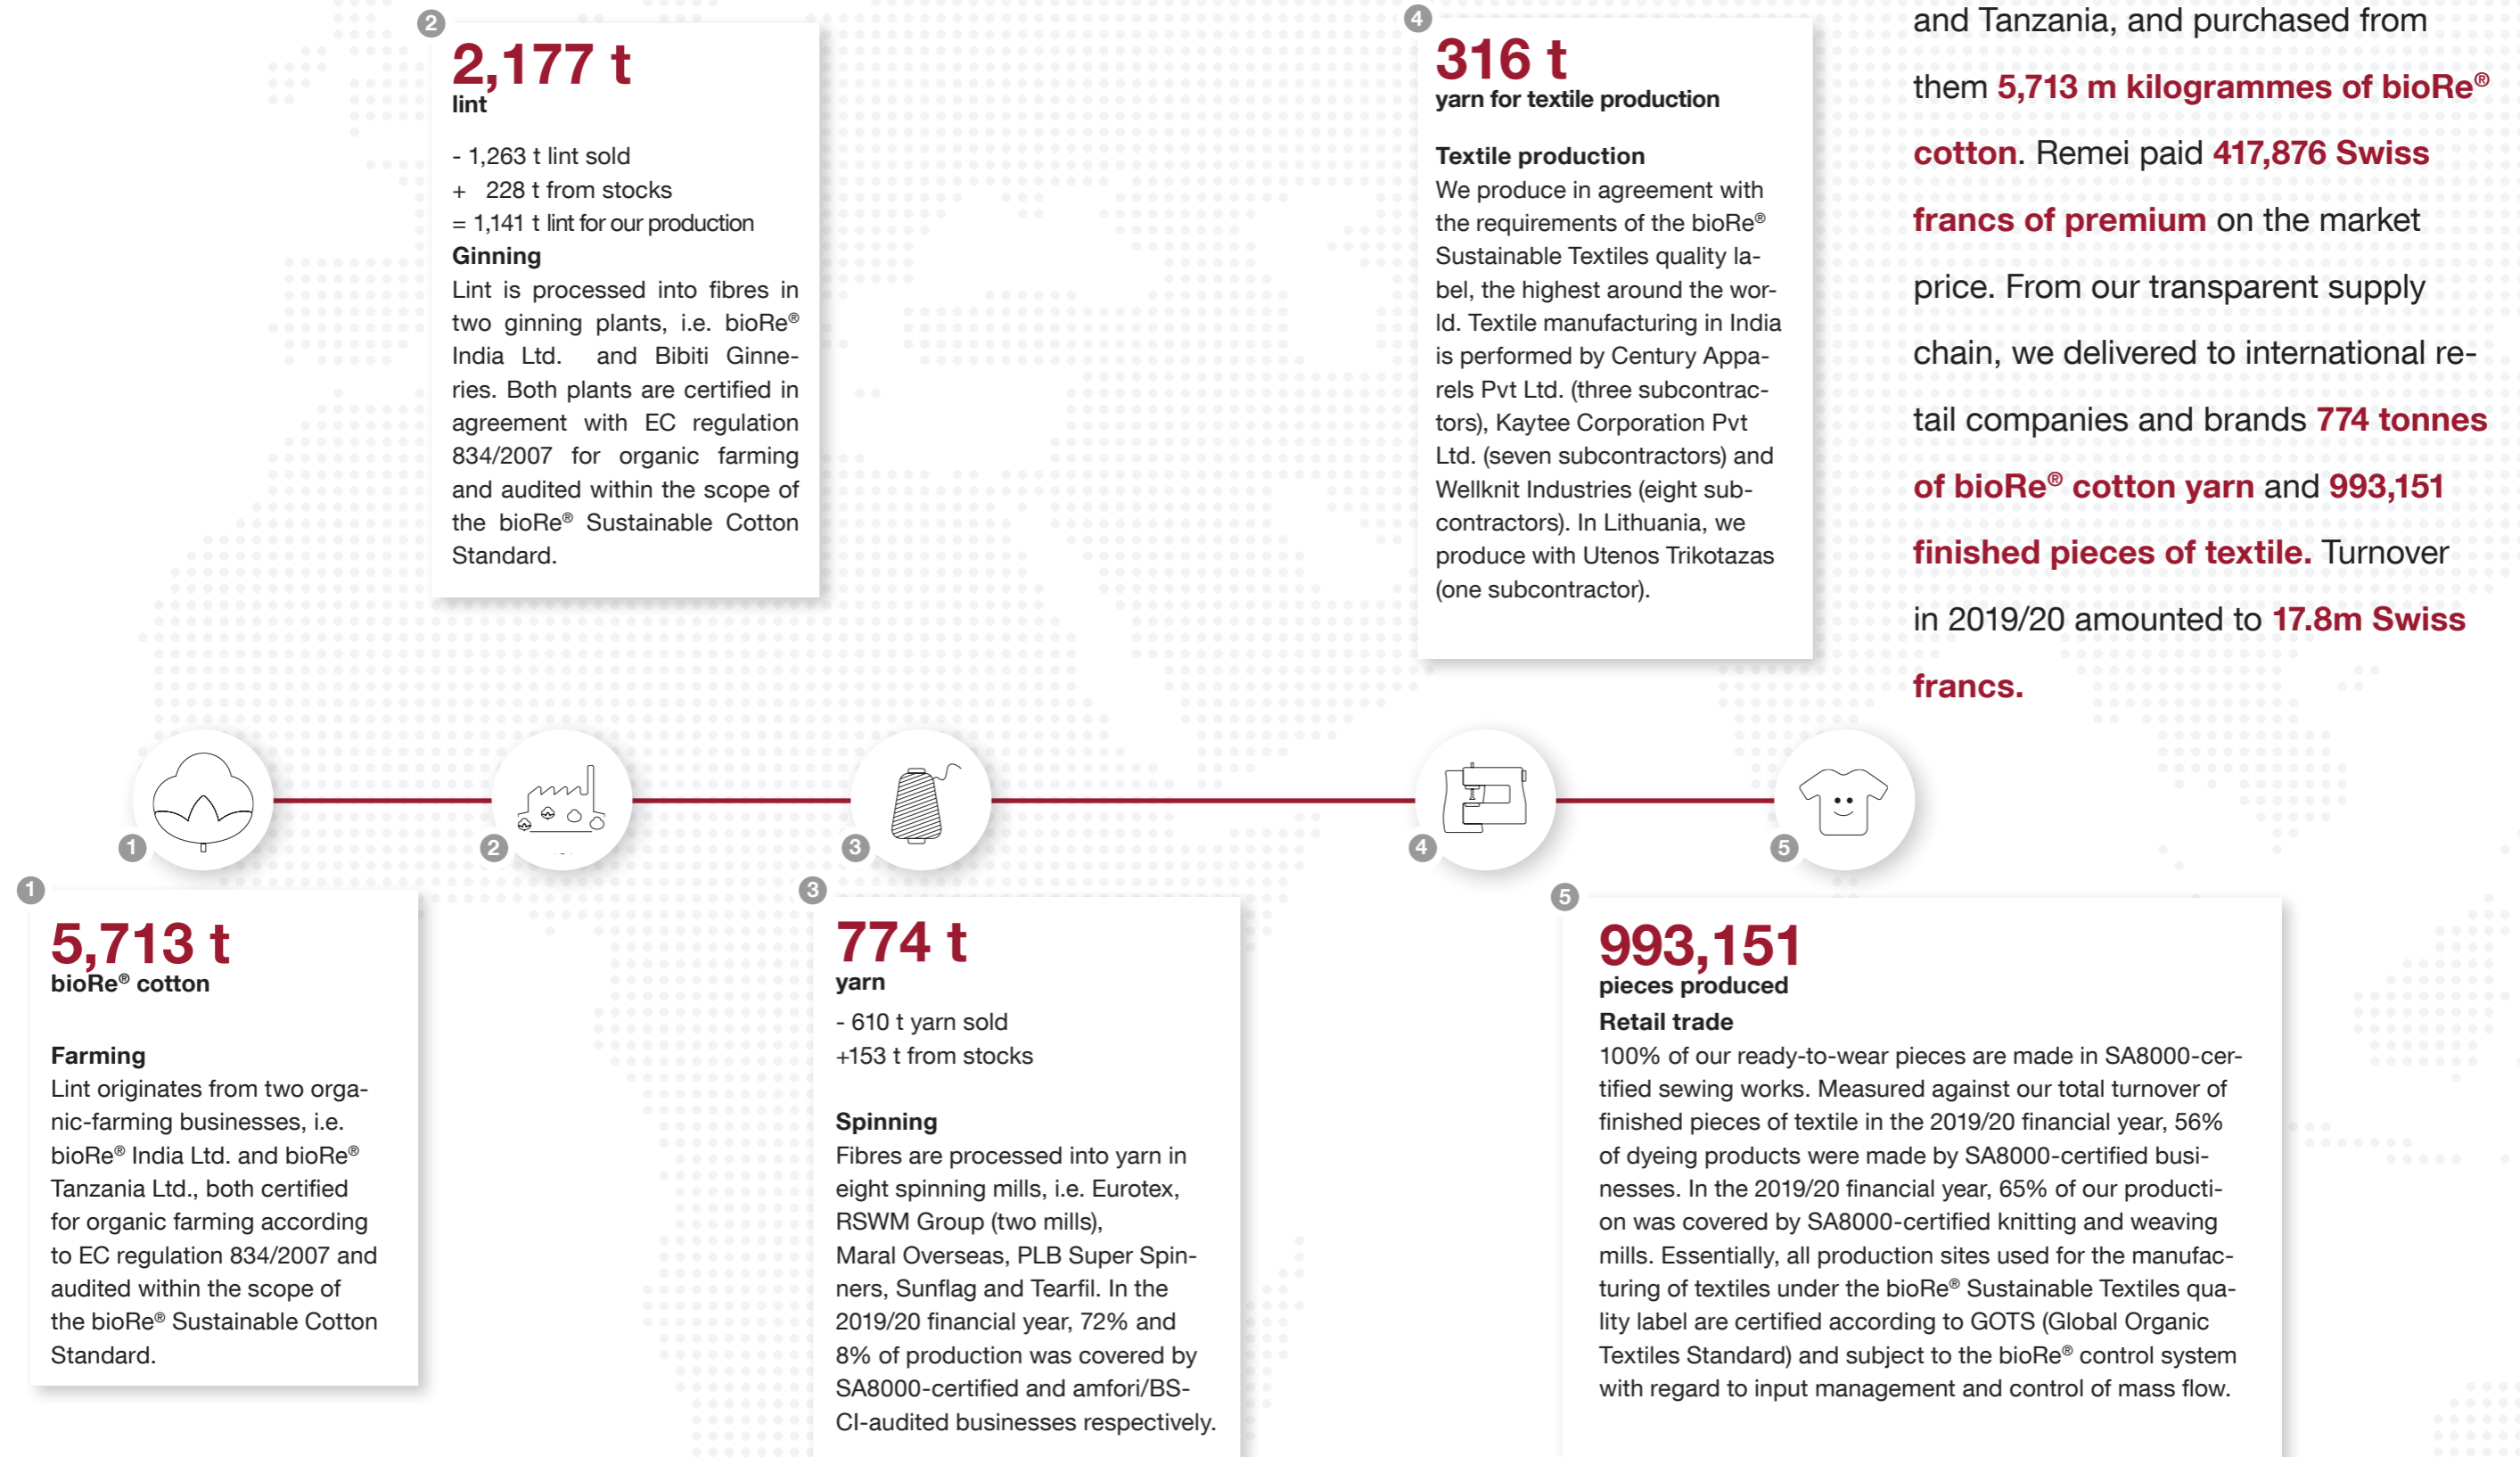 2
2,177 t
lint
- 1,263 t lint sold
+ 228 t from stocks
= 1,141 t lint for our production
Ginning
Lint is processed into fibres in
two ginning plants, i.e. bioRe®
India Ltd. and Bibiti Ginne-
ries. Both plants are certified in
agreement with EC regulation
834/2007 for organic farming
and audited within the scope of
the bioRe® Sustainable Cotton
Standard.
4
316 t
yarn for textile production
Textile production
We produce in agreement with
the requirements of the bioRe®
Sustainable Textiles quality la-
bel, the highest around the wor-
ld. Textile manufacturing in India
is performed by Century Appa-
rels Pvt Ltd. (three subcontrac-
tors), Kaytee Corporation Pvt
Ltd. (seven subcontractors) and
Wellknit Industries (eight sub-
contractors). In Lithuania, we
produce with Utenos Trikotazas
(one subcontractor).
and Tanzania, and purchased from
them 5,713 m kilogrammes of bioRe®
cotton. Remei paid 417,876 Swiss
francs of premium on the market
price. From our transparent supply
chain, we delivered to international re-
tail companies and brands 774 tonnes
of bioRe® cotton yarn and 993,151
finished pieces of textile. Turnover
in 2019/20 amounted to 17.8m Swiss
francs.
1
2
3
4
5
1
5,713 t
bioRe® cotton
Farming
Lint originates from two orga-
nic-farming businesses, i.e.
bioRe® India Ltd. and bioRe®
Tanzania Ltd., both certified
for organic farming according
to EC regulation 834/2007 and
audited within the scope of
the bioRe® Sustainable Cotton
Standard.
3
774 t
yarn
- 610 t yarn sold
+153 t from stocks
Spinning
Fibres are processed into yarn in
eight spinning mills, i.e. Eurotex,
RSWM Group (two mills),
Maral Overseas, PLB Super Spin-
ners, Sunflag and Tearfil. In the
2019/20 financial year, 72% and
8% of production was covered by
SA8000-certified and amfori/BS-
CI-audited businesses respectively.
5
993,151
pieces produced
Retail trade
100% of our ready-to-wear pieces are made in SA8000-cer-
tified sewing works. Measured against our total turnover of
finished pieces of textile in the 2019/20 financial year, 56%
of dyeing products were made by SA8000-certified busi-
nesses. In the 2019/20 financial year, 65% of our producti-
on was covered by SA8000-certified knitting and weaving
mills. Essentially, all production sites used for the manufac-
turing of textiles under the bioRe® Sustainable Textiles qua-
lity label are certified according to GOTS (Global Organic
Textiles Standard) and subject to the bioRe® control system
with regard to input management and control of mass flow.